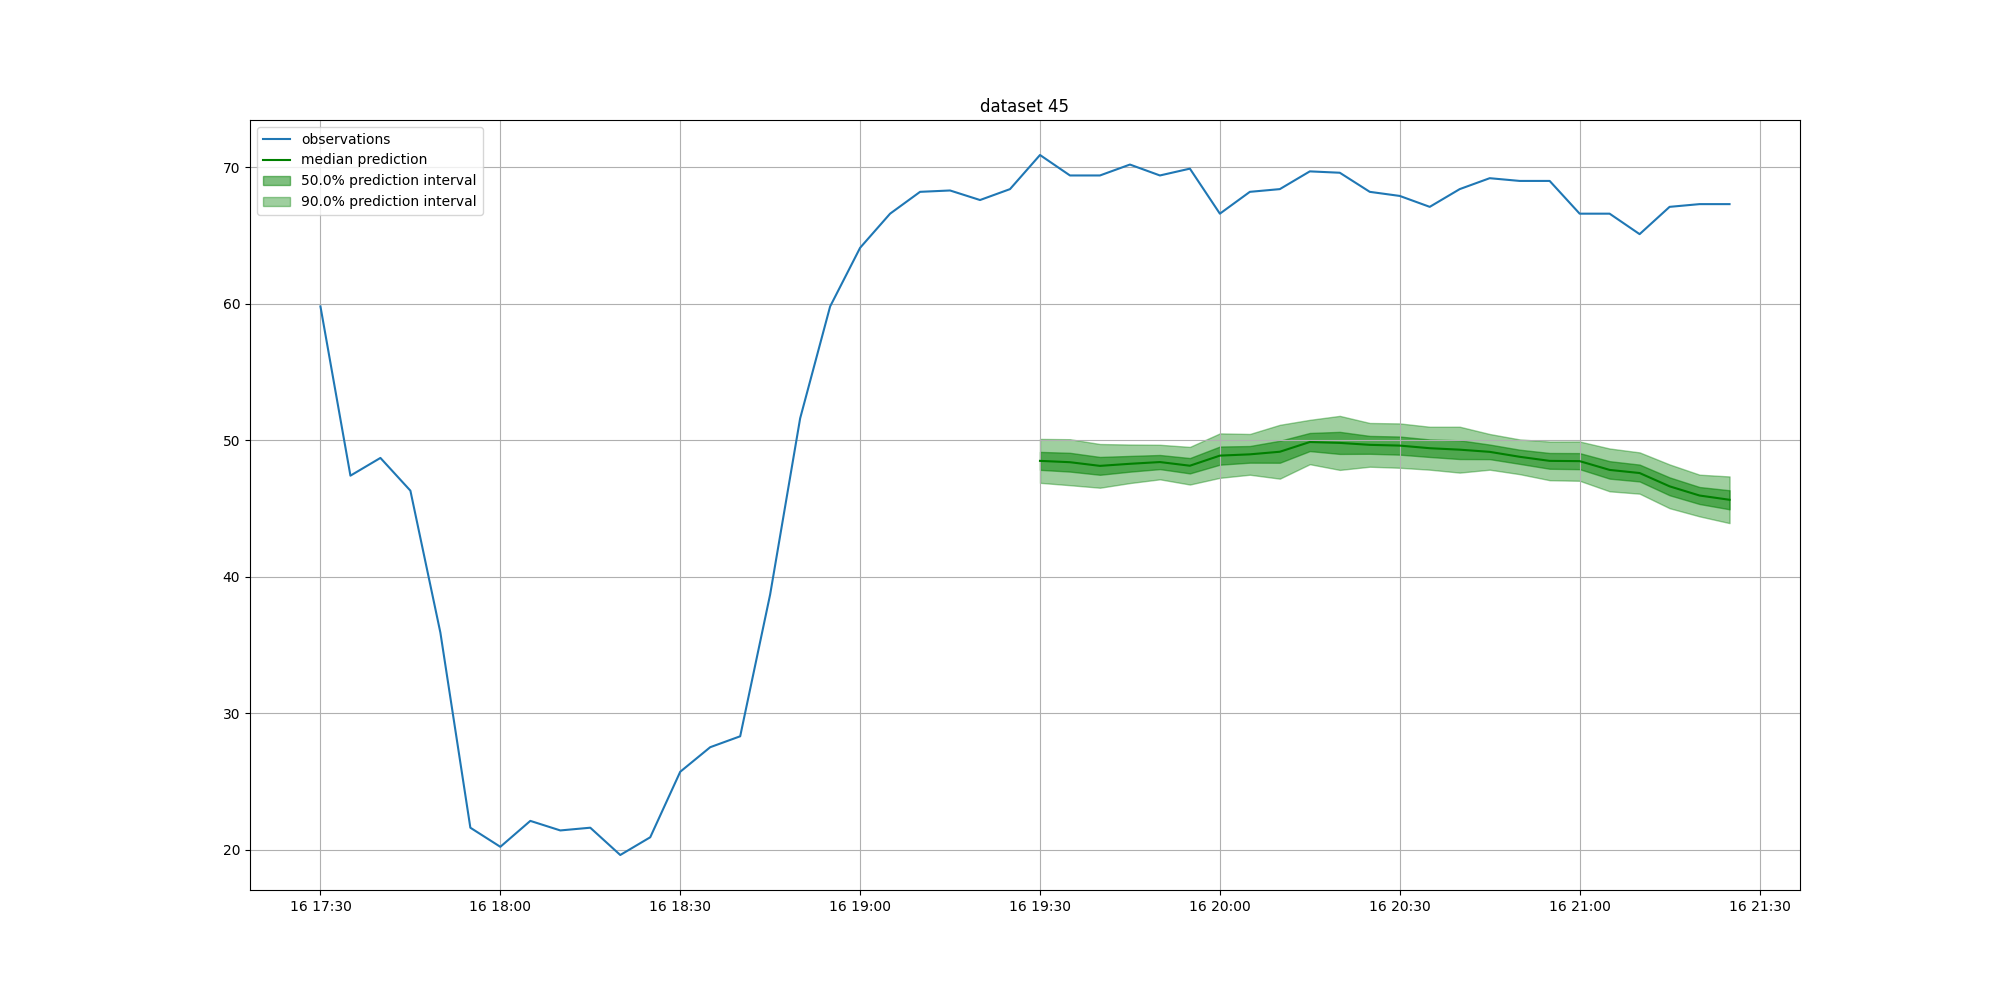 dataset 45
observations
median prediction
50.0% prediction interval
90.0% prediction interval
70
60
50
40
30
20
16 17:30 16 18:00 16 18:30 16 19:00 16 19:30 16 20:00 16 20:30 16 21:00 16 21:30